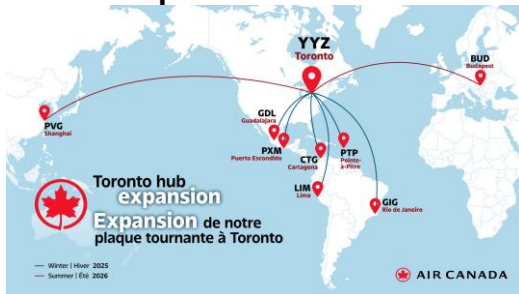 YYZ
Toronto
BUD
Budapest
PVG
Shanghai
GDL
Guadalajara
PXM
Puerto Escondido
CTG
Cartagena
PTP
Pointe-
à-Pitre
LIM
Lima
GIG
Rio de Janeiro
Toronto hub
expansion
Expansion de notre
plaque tournante à Toronto
Winter | Hiver 2025
Summer | Été 2026
AIR CANADA